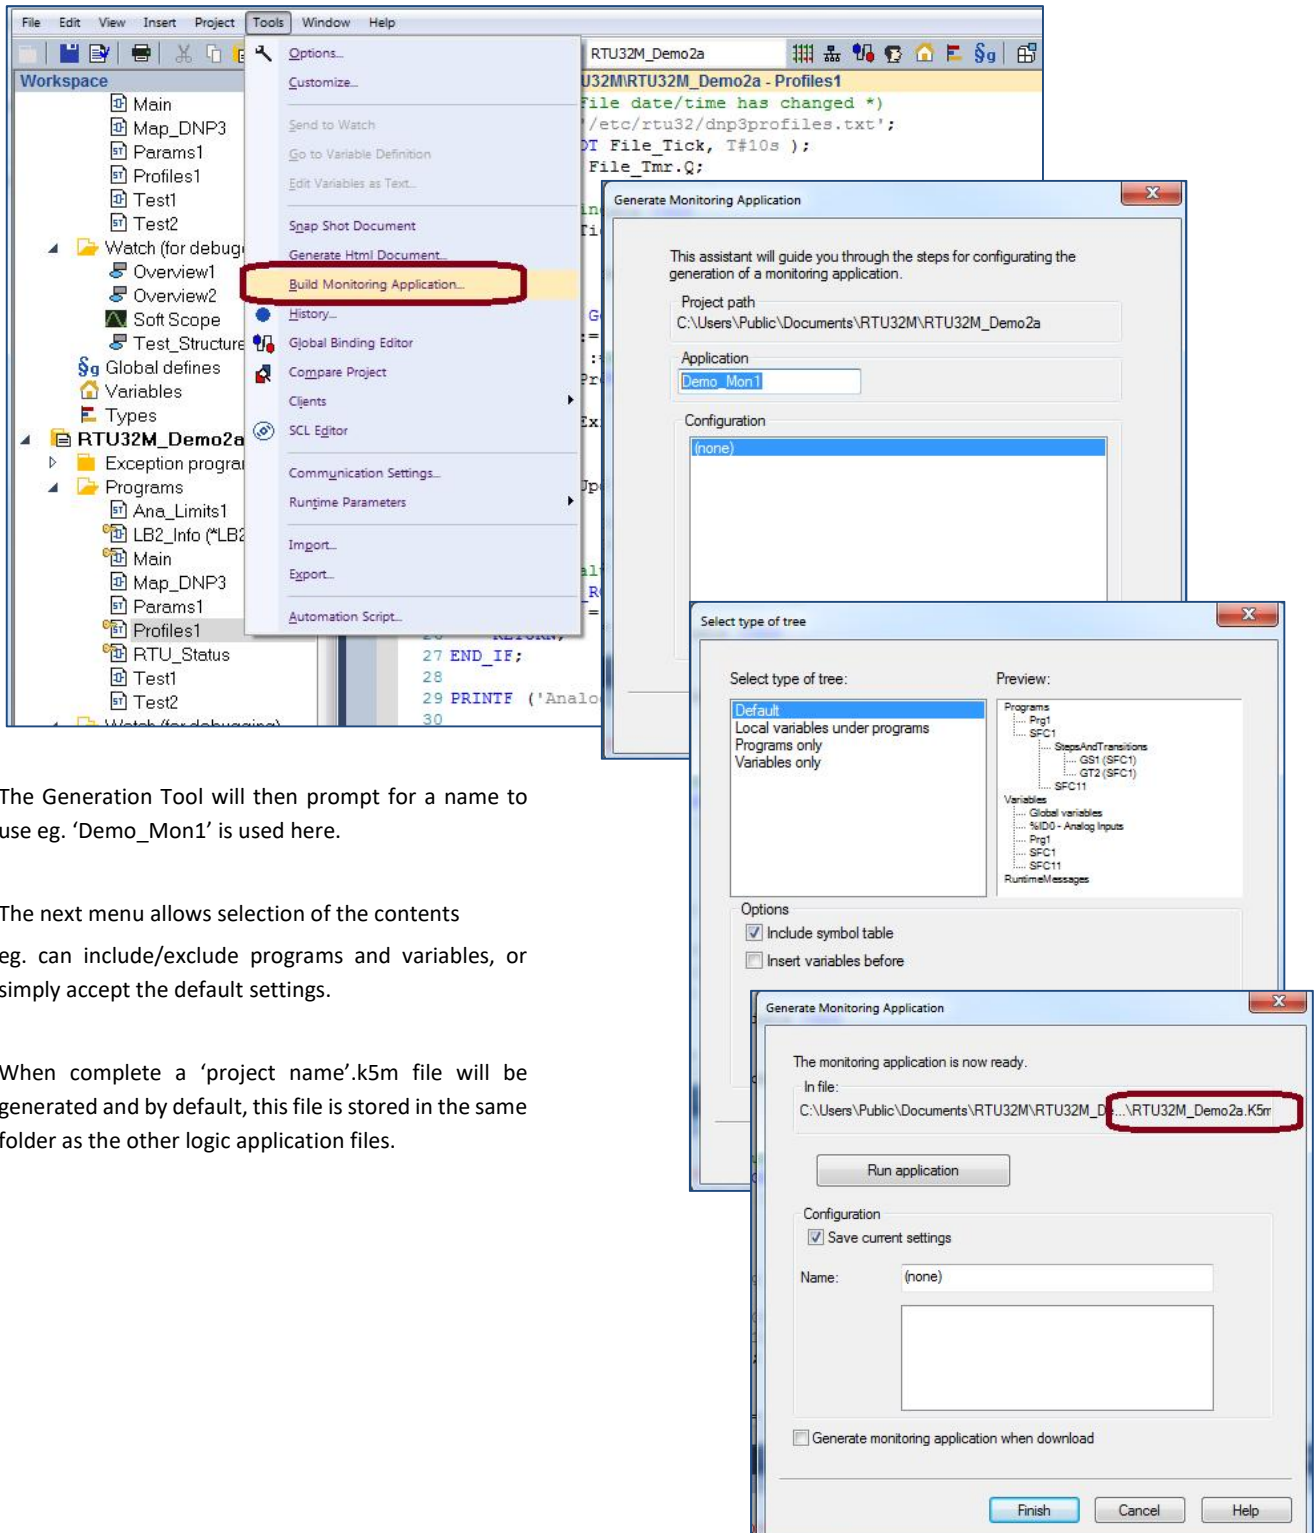 File Edit View Insert Project Tools Window Help
RTU32M_Demo2a
Workspace
Main
Map_DNP3
Params1
Profiles1
Test1
Test2
Watch (for debug
Overview1
Overview2
Soft Scope
Test_Structure
Global defines
Variables
Types
RTU32M_Demo2a
Exception program
Programs
Ana_Limits1
LB2_Info (*LB2
Main
Map_DNP3
Params1
Profiles1
RTU_Status
Test1
Test2
Watch (for debugging)
Options...
Customize...
Send to Watch
Go to Variable Definition
Edit Variables as Text...
Snap Shot Document
Generate Html Document...
Build Monitoring Application...
History...
Global Binding Editor
Compare Project
Clients
SCL Editor
Communication Settings...
Runtime Parameters
Import...
Export...
Automation Script...
U32M\RTU32M_Demo2a - Profiles1
File date/time has changed *)
'/etc/rtu32/dnp3profiles.txt';
File_Tick, T#10s );
File_Tmr.Q;
RETURN;
27 END_IF;
28
29 PRINTF ('Analo
30
Generate Monitoring Application
This assistant will guide you through the steps for configurating the
generation of a monitoring application.
Project path
C:\Users\Public\Documents\RTU32M\RTU32M_Demo2a
Application
Demo_Mon1
Configuration
(none)
Select type of tree
Select type of tree:
Default
Local variables under programs
Programs only
Variables only
Preview:
Programs
Prg1
SFC1
StepsAndTransitions
GS1 (SFC1)
GT2 (SFC1)
SFC11
Variables
Global variables
%ID0 - Analog Inputs
Prg1
SFC1
SFC11
RuntimeMessages
Options
Include symbol table
Insert variables before
Generate Monitoring Application
The monitoring application is now ready.
In file:
C:\Users\Public\Documents\RTU32M\RTU32M_De...\RTU32M_Demo2a.K5m
Run application
Configuration
Save current settings
Name: (none)
Generate monitoring application when download
Finish Cancel Help
The Generation Tool will then prompt for a name to
use eg. ‘Demo_Mon1’ is used here.
The next menu allows selection of the contents
eg. can include/exclude programs and variables, or
simply accept the default settings.
When complete a ‘project name’.k5m file will be
generated and by default, this file is stored in the same
folder as the other logic application files.